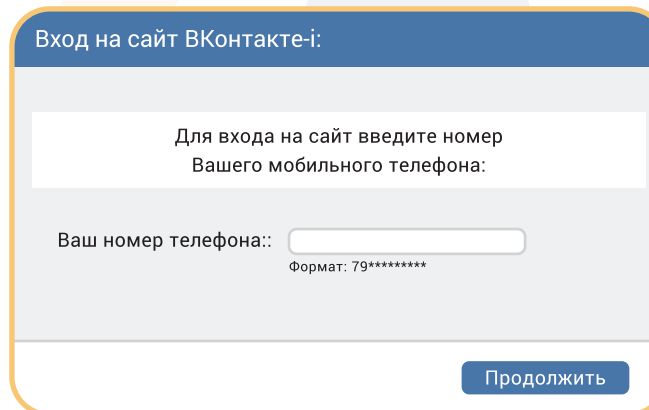 Вход на сайт ВКонтакте-i:
Для входа на сайт введите номер
Вашего мобильного телефона:
Ваш номер телефона::
Формат: 79*********
Продолжить